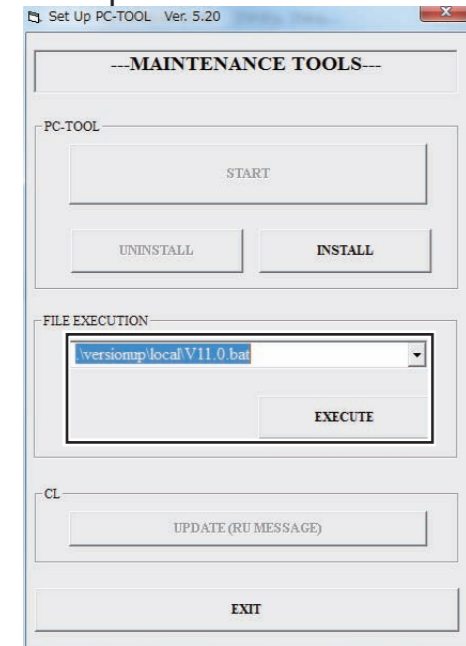 Set Up PC-TOOL Ver. 5.20
---MAINTENANCE TOOLS---
PC-TOOL
START
UNINSTALL INSTALL
FILE EXECUTION
.\versionup\local\V11.0.bat
EXECUTE
CL
UPDATE (RU MESSAGE)
EXIT